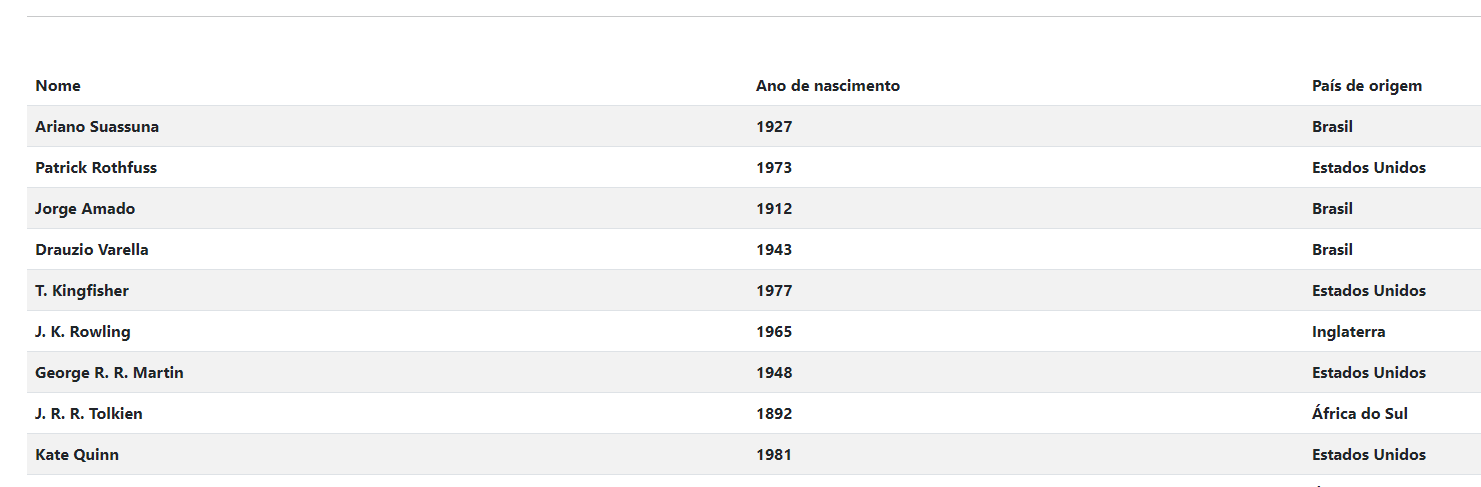 Nome Ano de nascimento País de origem
Ariano Suassuna 1927 Brasil
Patrick Rothfuss 1973 Estados Unidos
Jorge Amado 1912 Brasil
Drauzio Varella 1943 Brasil
T. Kingfisher 1977 Estados Unidos
J. K. Rowling 1965 Inglaterra
George R. R. Martin 1948 Estados Unidos
J. R. R. Tolkien 1892 África do Sul
Kate Quinn 1981 Estados Unidos